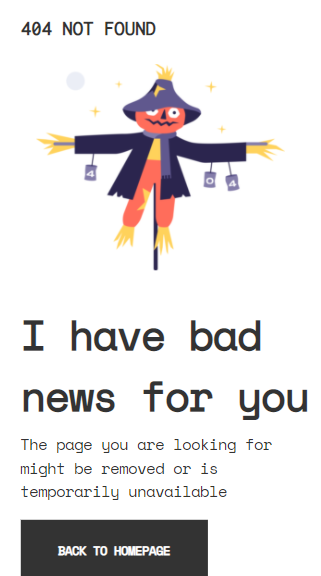 404 NOT FOUND
4
0
4
I have bad
news for you
The page you are looking for
might be removed or is
temporarily unavailable
BACK TO HOMEPAGE